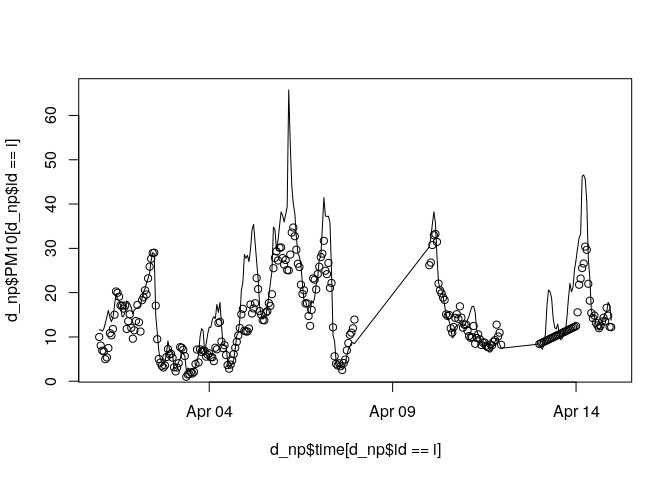 d_np$PM10[d_np$id == i]
60
50
40
30
20
10
0
Apr 04
Apr 09
Apr 14
d_np$time[d_np$id == i]